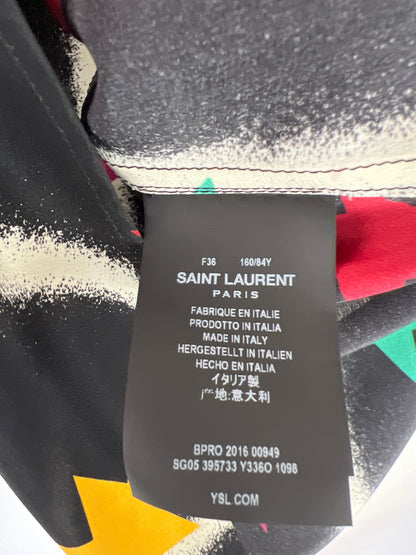 F36 160/84Y
SAINT LAURENT
PARIS
FABRIQUE EN ITALIE
PRODOTTO IN ITALIA
MADE IN ITALY
HERGESTELLT IN ITALIEN
HECHO EN ITALIA
イタリア製
产地:意大利
BPRO 2016 00949
SG05 395733 Y336O 1098
YSL.COM